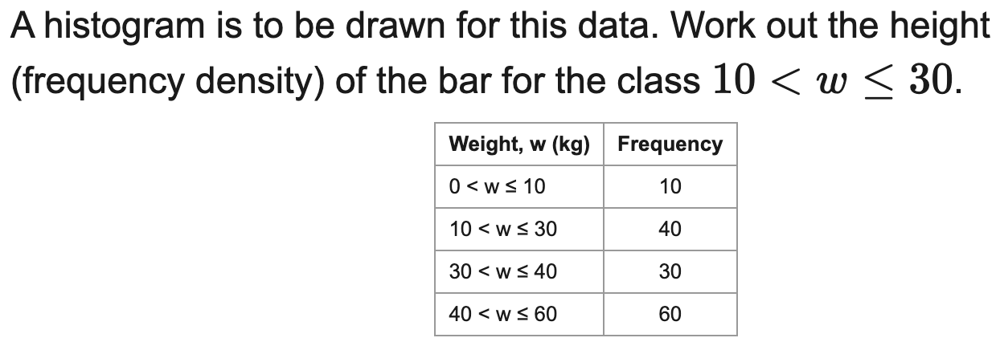 A histogram is to be drawn for this data. Work out the height
(frequency density) of the bar for the class 10 < w ≤ 30.
Weight, w (kg) Frequency
0 < w ≤ 10 10
10 < w ≤ 30 40
30 < w ≤ 40 30
40 < w ≤ 60 60